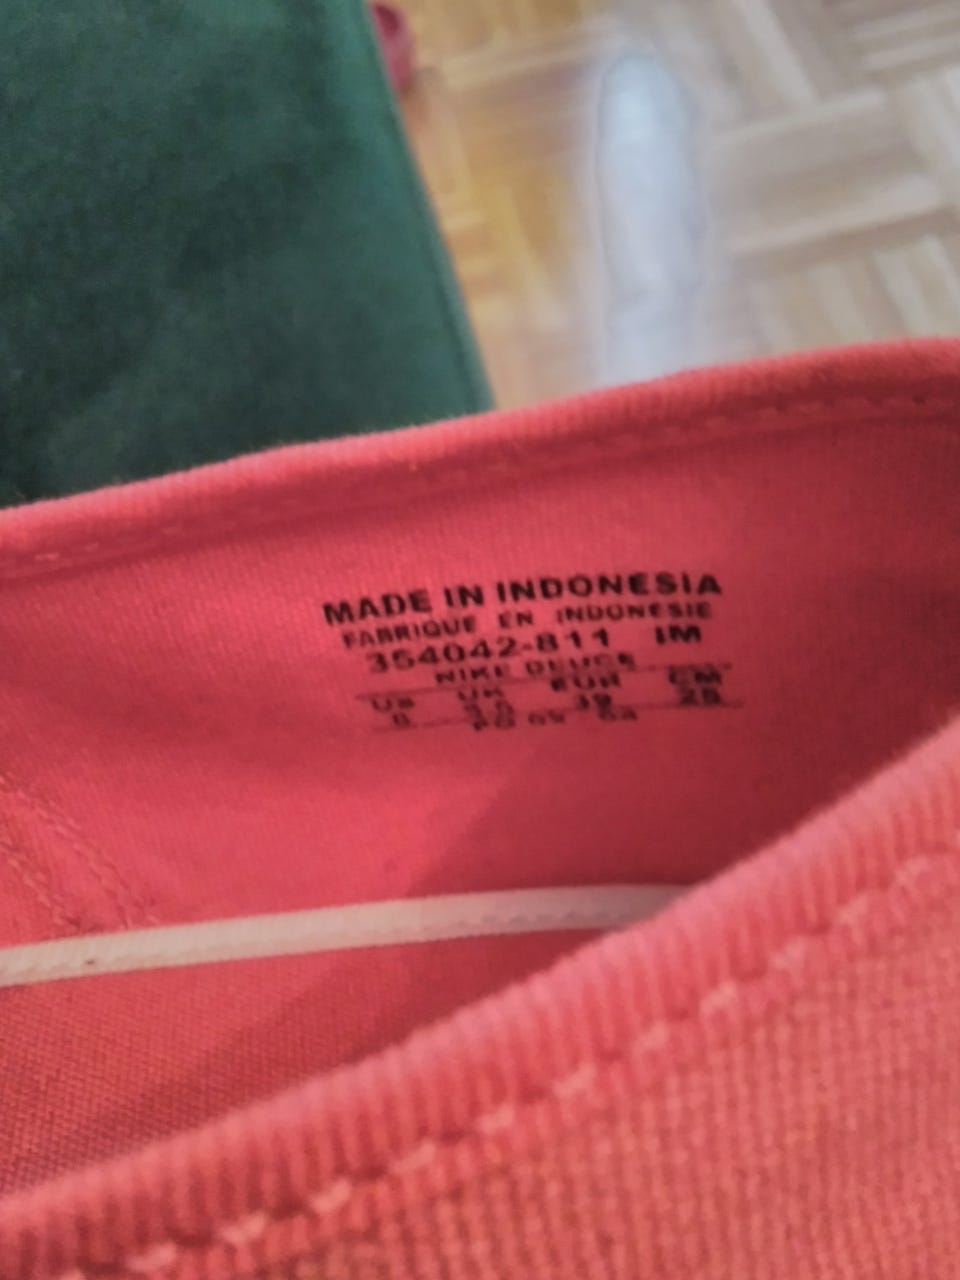 MADE IN INDONESIA
FABRIQUÉ EN INDONESIE
354042-811 IM
NIKE DEUCE
US UK EUR CM
8 5.5 39 25